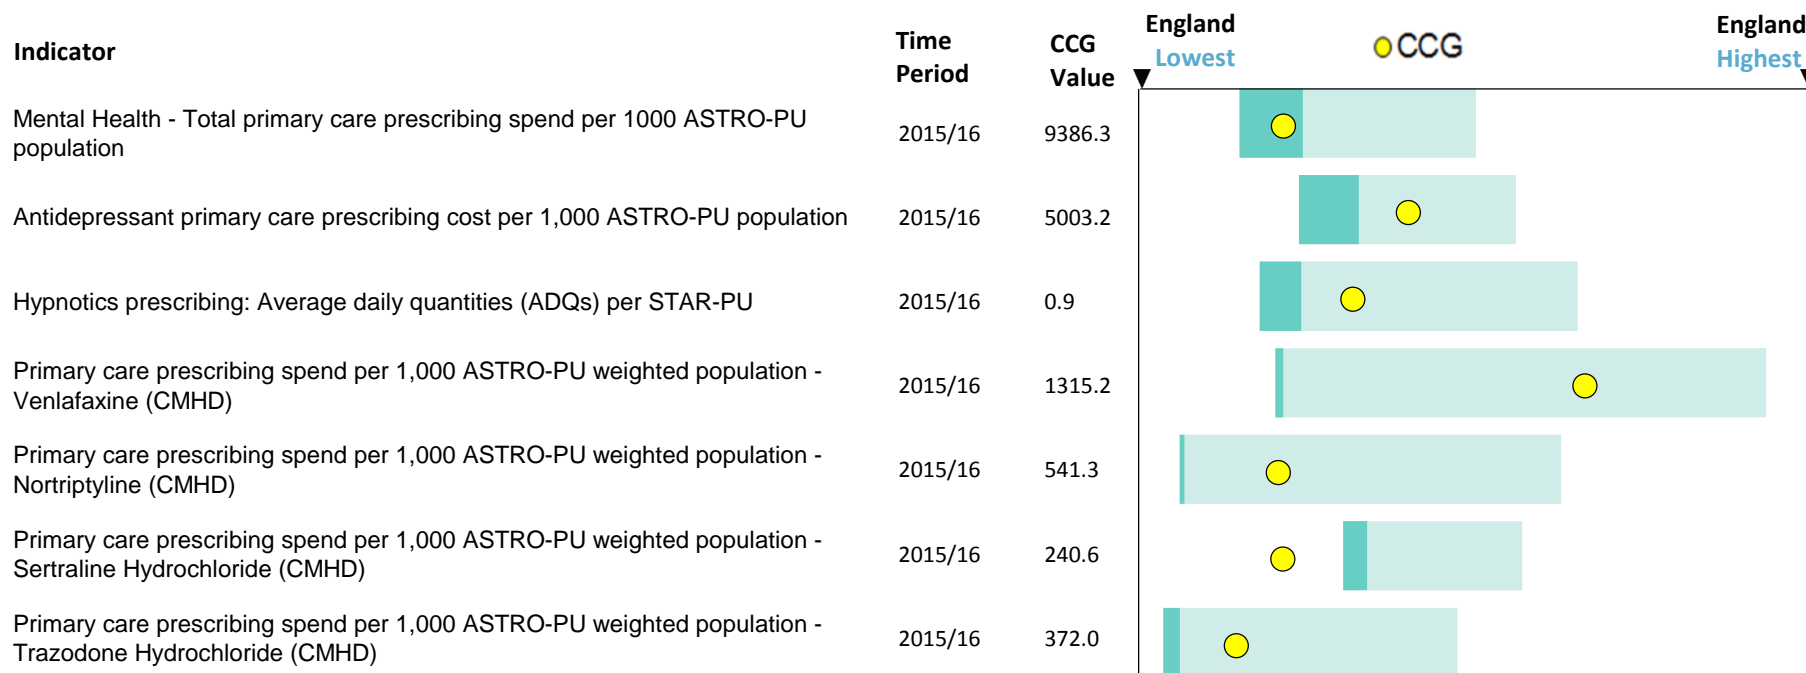 Indicator
Time
Period
CCG
Value
England
Lowest
CCG
England
Highest
Mental Health - Total primary care prescribing spend per 1000 ASTRO-PU
population
2015/16
9386.3
Antidepressant primary care prescribing cost per 1,000 ASTRO-PU population
2015/16
5003.2
Hypnotics prescribing: Average daily quantities (ADQs) per STAR-PU
2015/16
0.9
Primary care prescribing spend per 1,000 ASTRO-PU weighted population -
Venlafaxine (CMHD)
2015/16
1315.2
Primary care prescribing spend per 1,000 ASTRO-PU weighted population -
Nortriptyline (CMHD)
2015/16
541.3
Primary care prescribing spend per 1,000 ASTRO-PU weighted population -
Sertraline Hydrochloride (CMHD)
2015/16
240.6
Primary care prescribing spend per 1,000 ASTRO-PU weighted population -
Trazodone Hydrochloride (CMHD)
2015/16
372.0